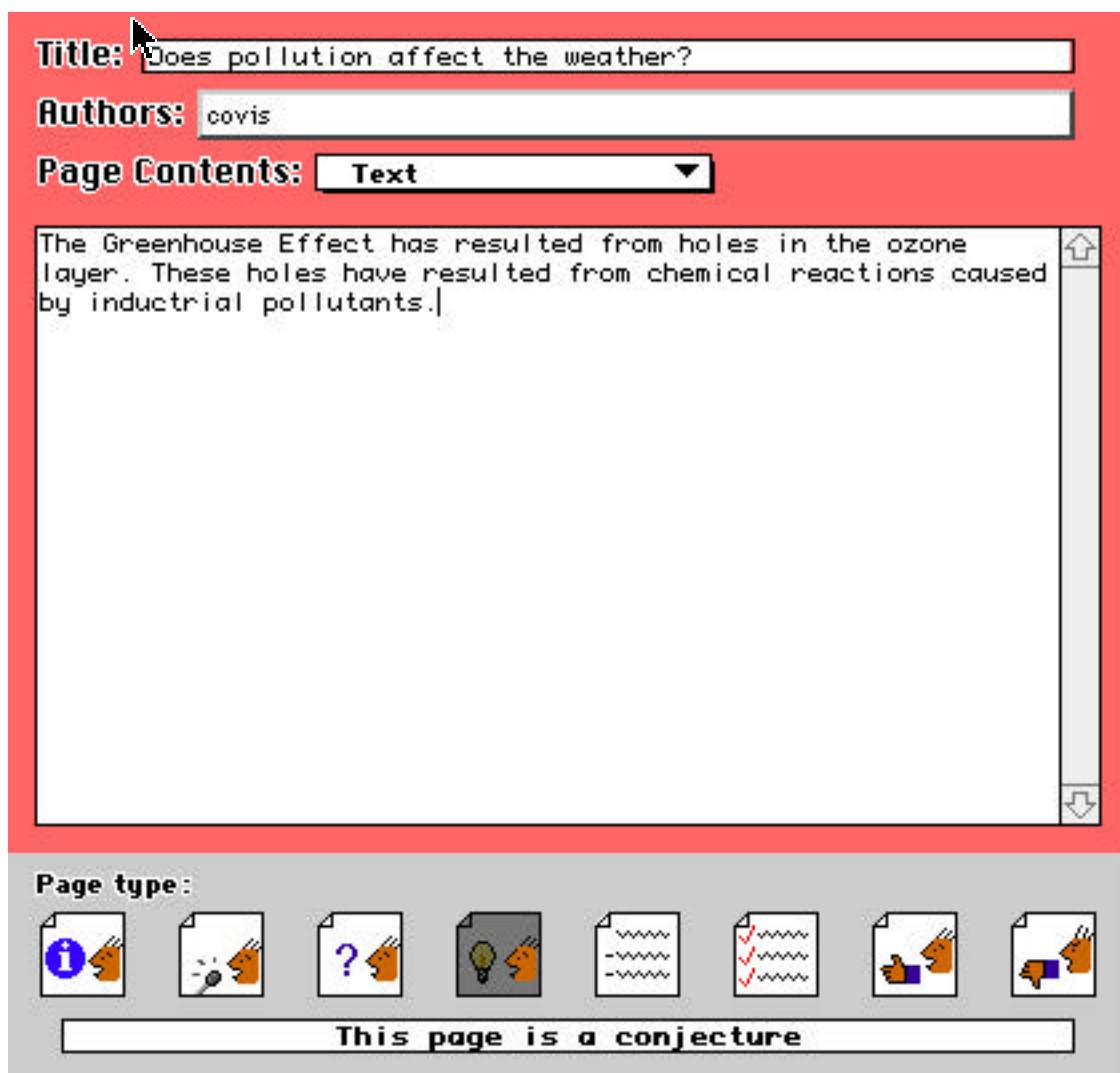 Title: Does pollution affect the weather?
Authors: covis
Page Contents: Text
The Greenhouse Effect has resulted from holes in the ozone
layer. These holes have resulted from chemical reactions caused
by inductrial pollutants.
Page type:
This page is a conjecture